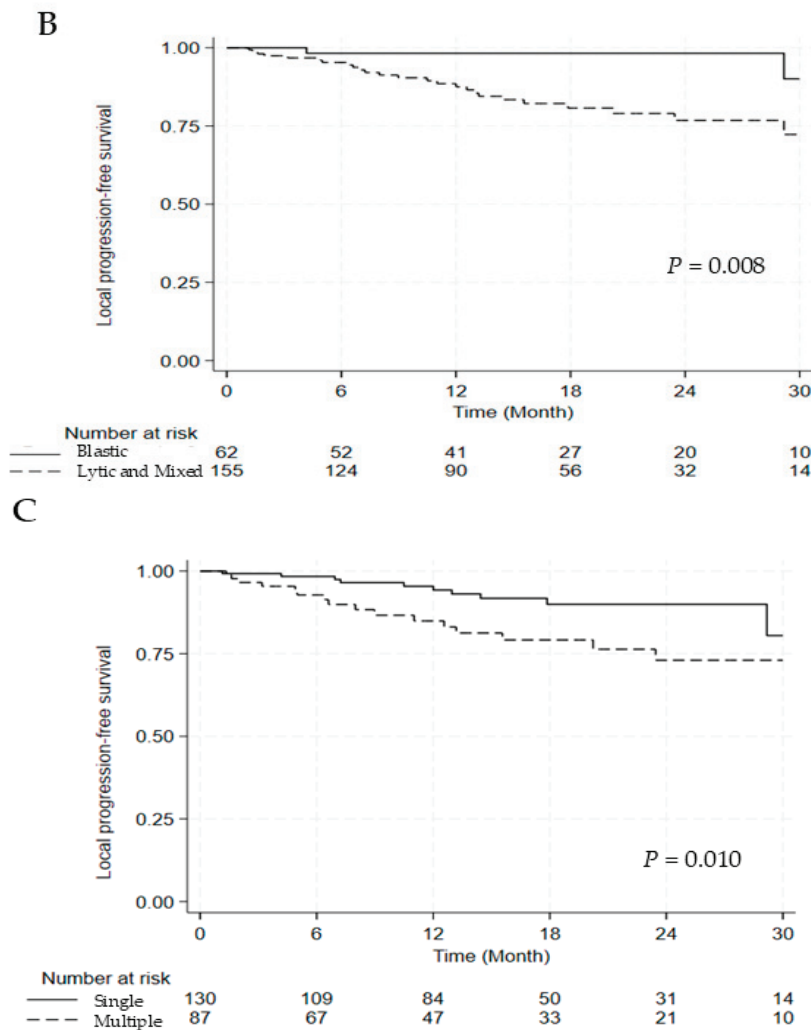 B
1.00
0.75
0.50
0.25
0.00
Local progression-free survival
P = 0.008
0 6 12 18 24 30
Time (Month)
Number at risk
Blastic 62 52 41 27 20 10
Lytic and Mixed 155 124 90 56 32 14
C
1.00
0.75
0.50
0.25
0.00
Local progression-free survival
P = 0.010
0 6 12 18 24 30
Time (Month)
Number at risk
Single 130 109 84 50 31 14
Multiple 87 67 47 33 21 10